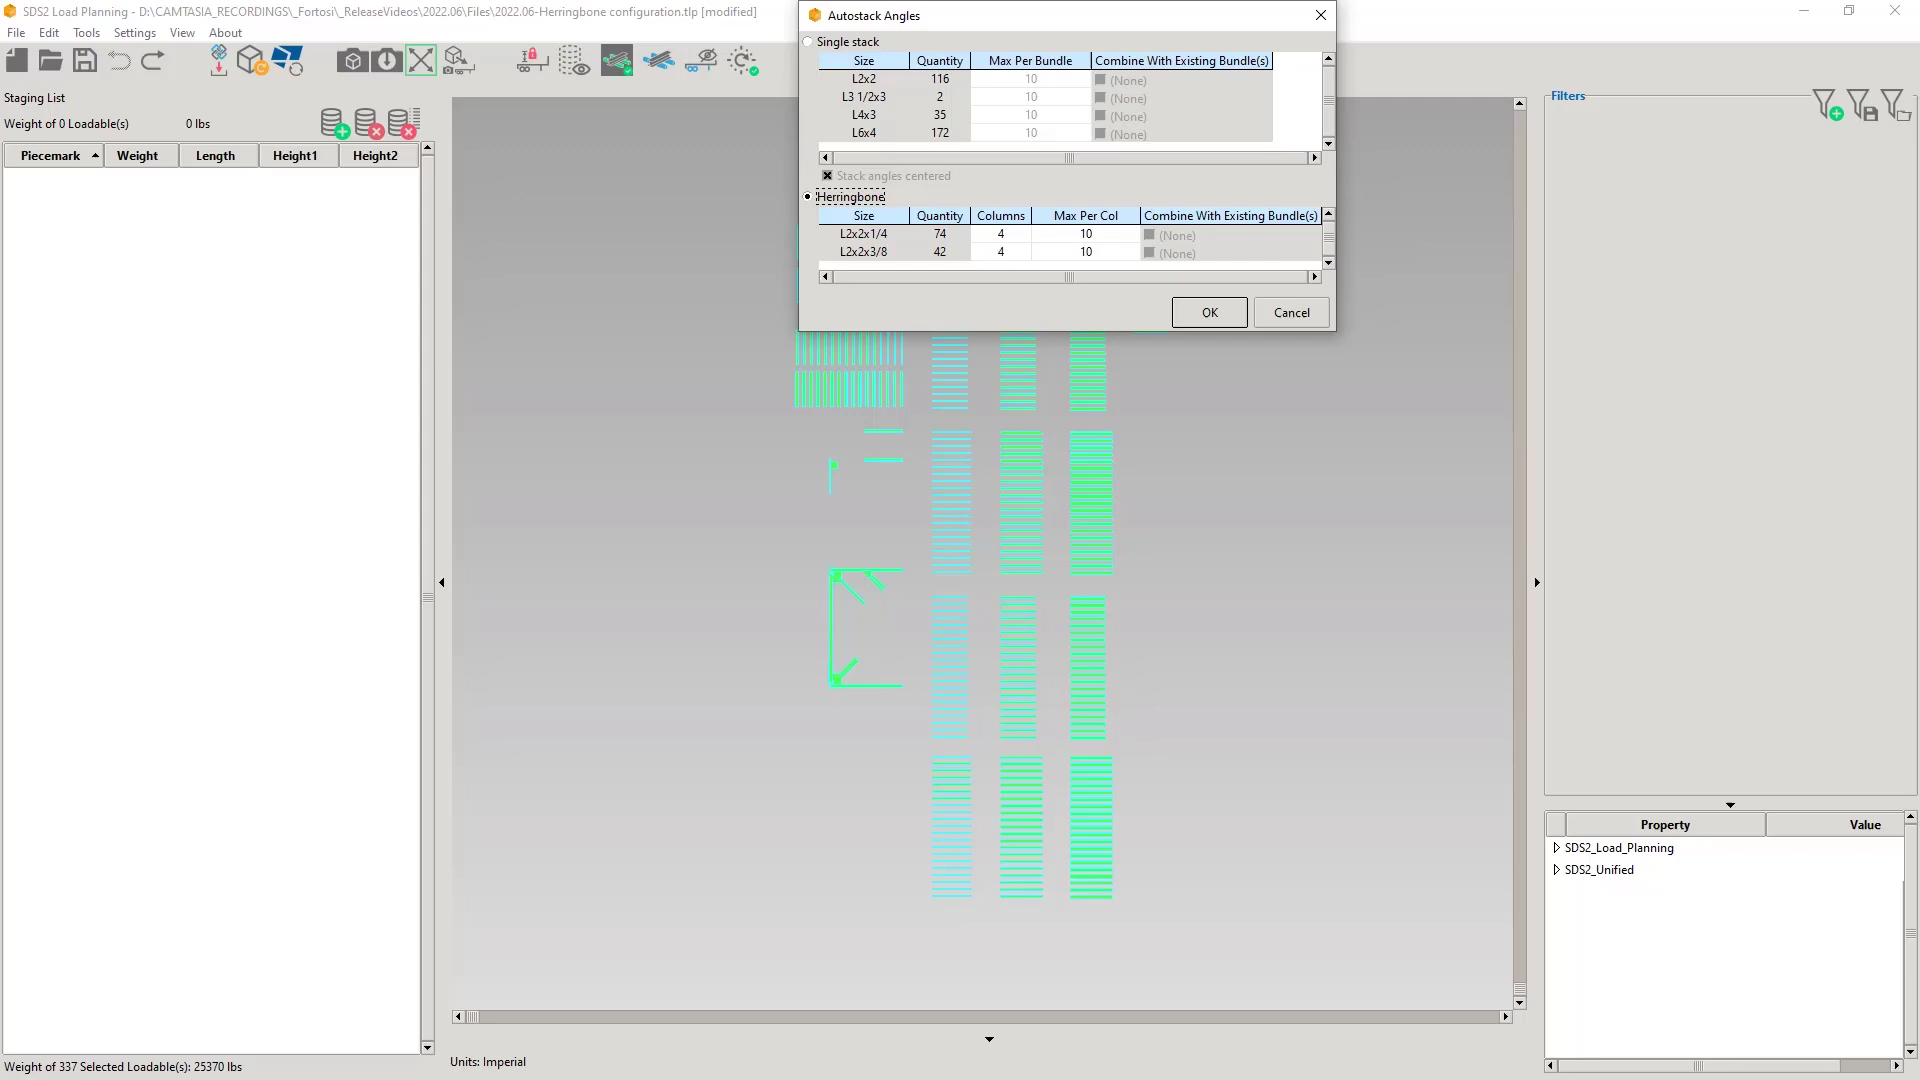 SDS2 Load Planning - D:\CAMTASIA_RECORDINGS\_Fortosi\_ReleaseVideos\2022.06\Files\2022.06-Herringbone configuration.tlp [modified]
File Edit Tools Settings View About
Staging List
Weight of 0 Loadable(s) 0 lbs
Piecemark Weight Length Height1 Height2
Autostack Angles
Single stack
Size Quantity Max Per Bundle Combine With Existing Bundle(s)
L2x2 116 10 (None)
L3 1/2x3 2 10 (None)
L4x3 35 10 (None)
L6x4 172 10 (None)
Stack angles centered
Herringbone
Size Quantity Columns Max Per Col Combine With Existing Bundle(s)
L2x2x1/4 74 4 10 (None)
L2x2x3/8 42 4 10 (None)
OK Cancel
Filters
Property Value
SDS2_Load_Planning
SDS2_Unified
Weight of 337 Selected Loadable(s): 25370 lbs
Units: Imperial